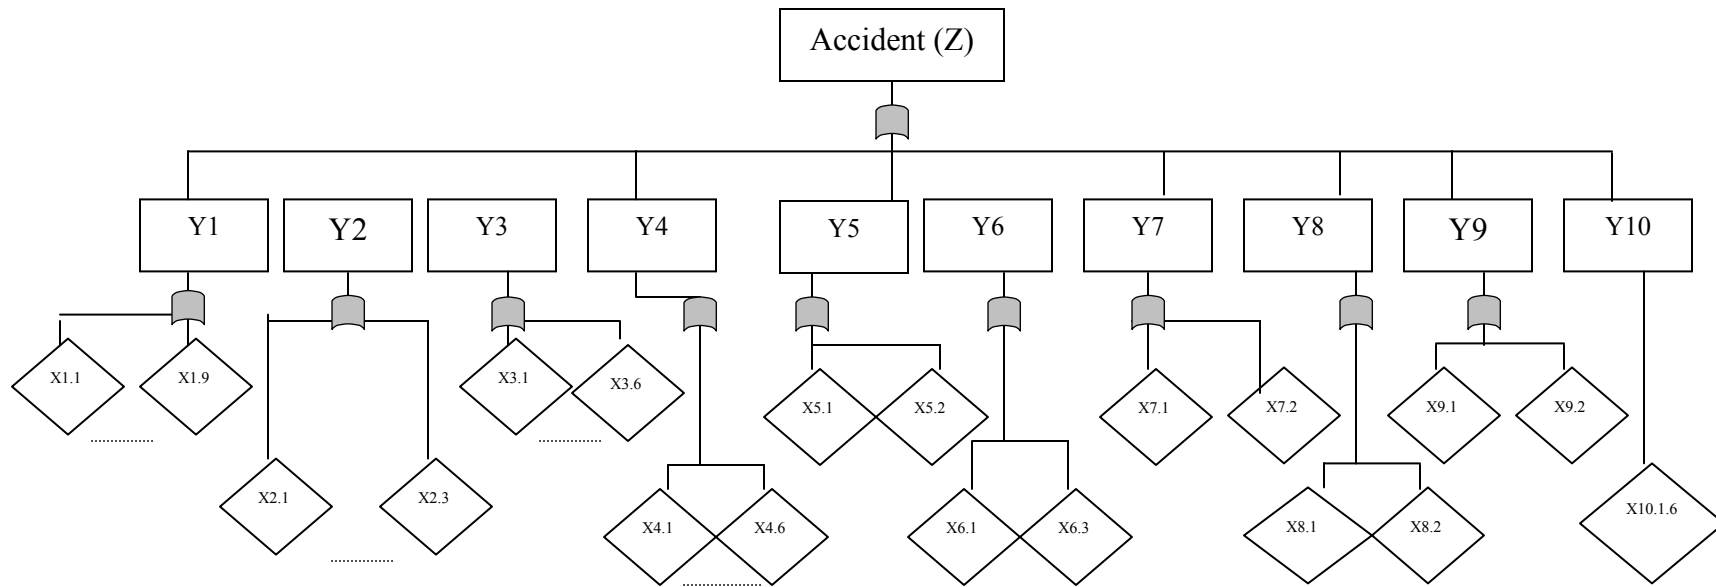 Accident (Z)
Y1 Y2 Y3 Y4 Y5 Y6 Y7 Y8 Y9 Y10
X1.1 X1.9 X3.1 X3.6 X5.1 X5.2 X7.1 X7.2 X9.1 X9.2
X2.1 X2.3 X4.1 X4.6 X6.1 X6.3 X8.1 X8.2 X10.1.6